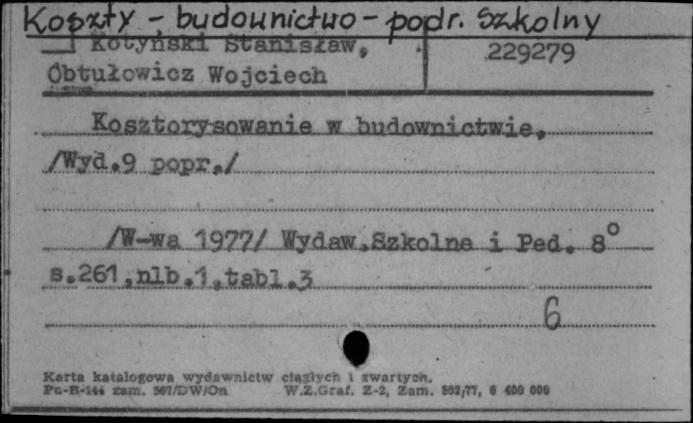 Koszty - budownictwo - podr. szkolny
Kotyński Stanisław, 229279
Obtułowicz Wojciech
Kosztorysowanie w budownictwie,
/Wyd.9 popr./
/W-wa 1977/ Wydaw.Szkolne i Ped. 8°
s.261,nlb.1,tabl.3
6
Karta katalogowa wydawnictw ciągłych i zwartych.
Pu-B-144 zam. 567/DW/On W.Z.Graf. Z-2, Zam. 502/77, 6 400 000